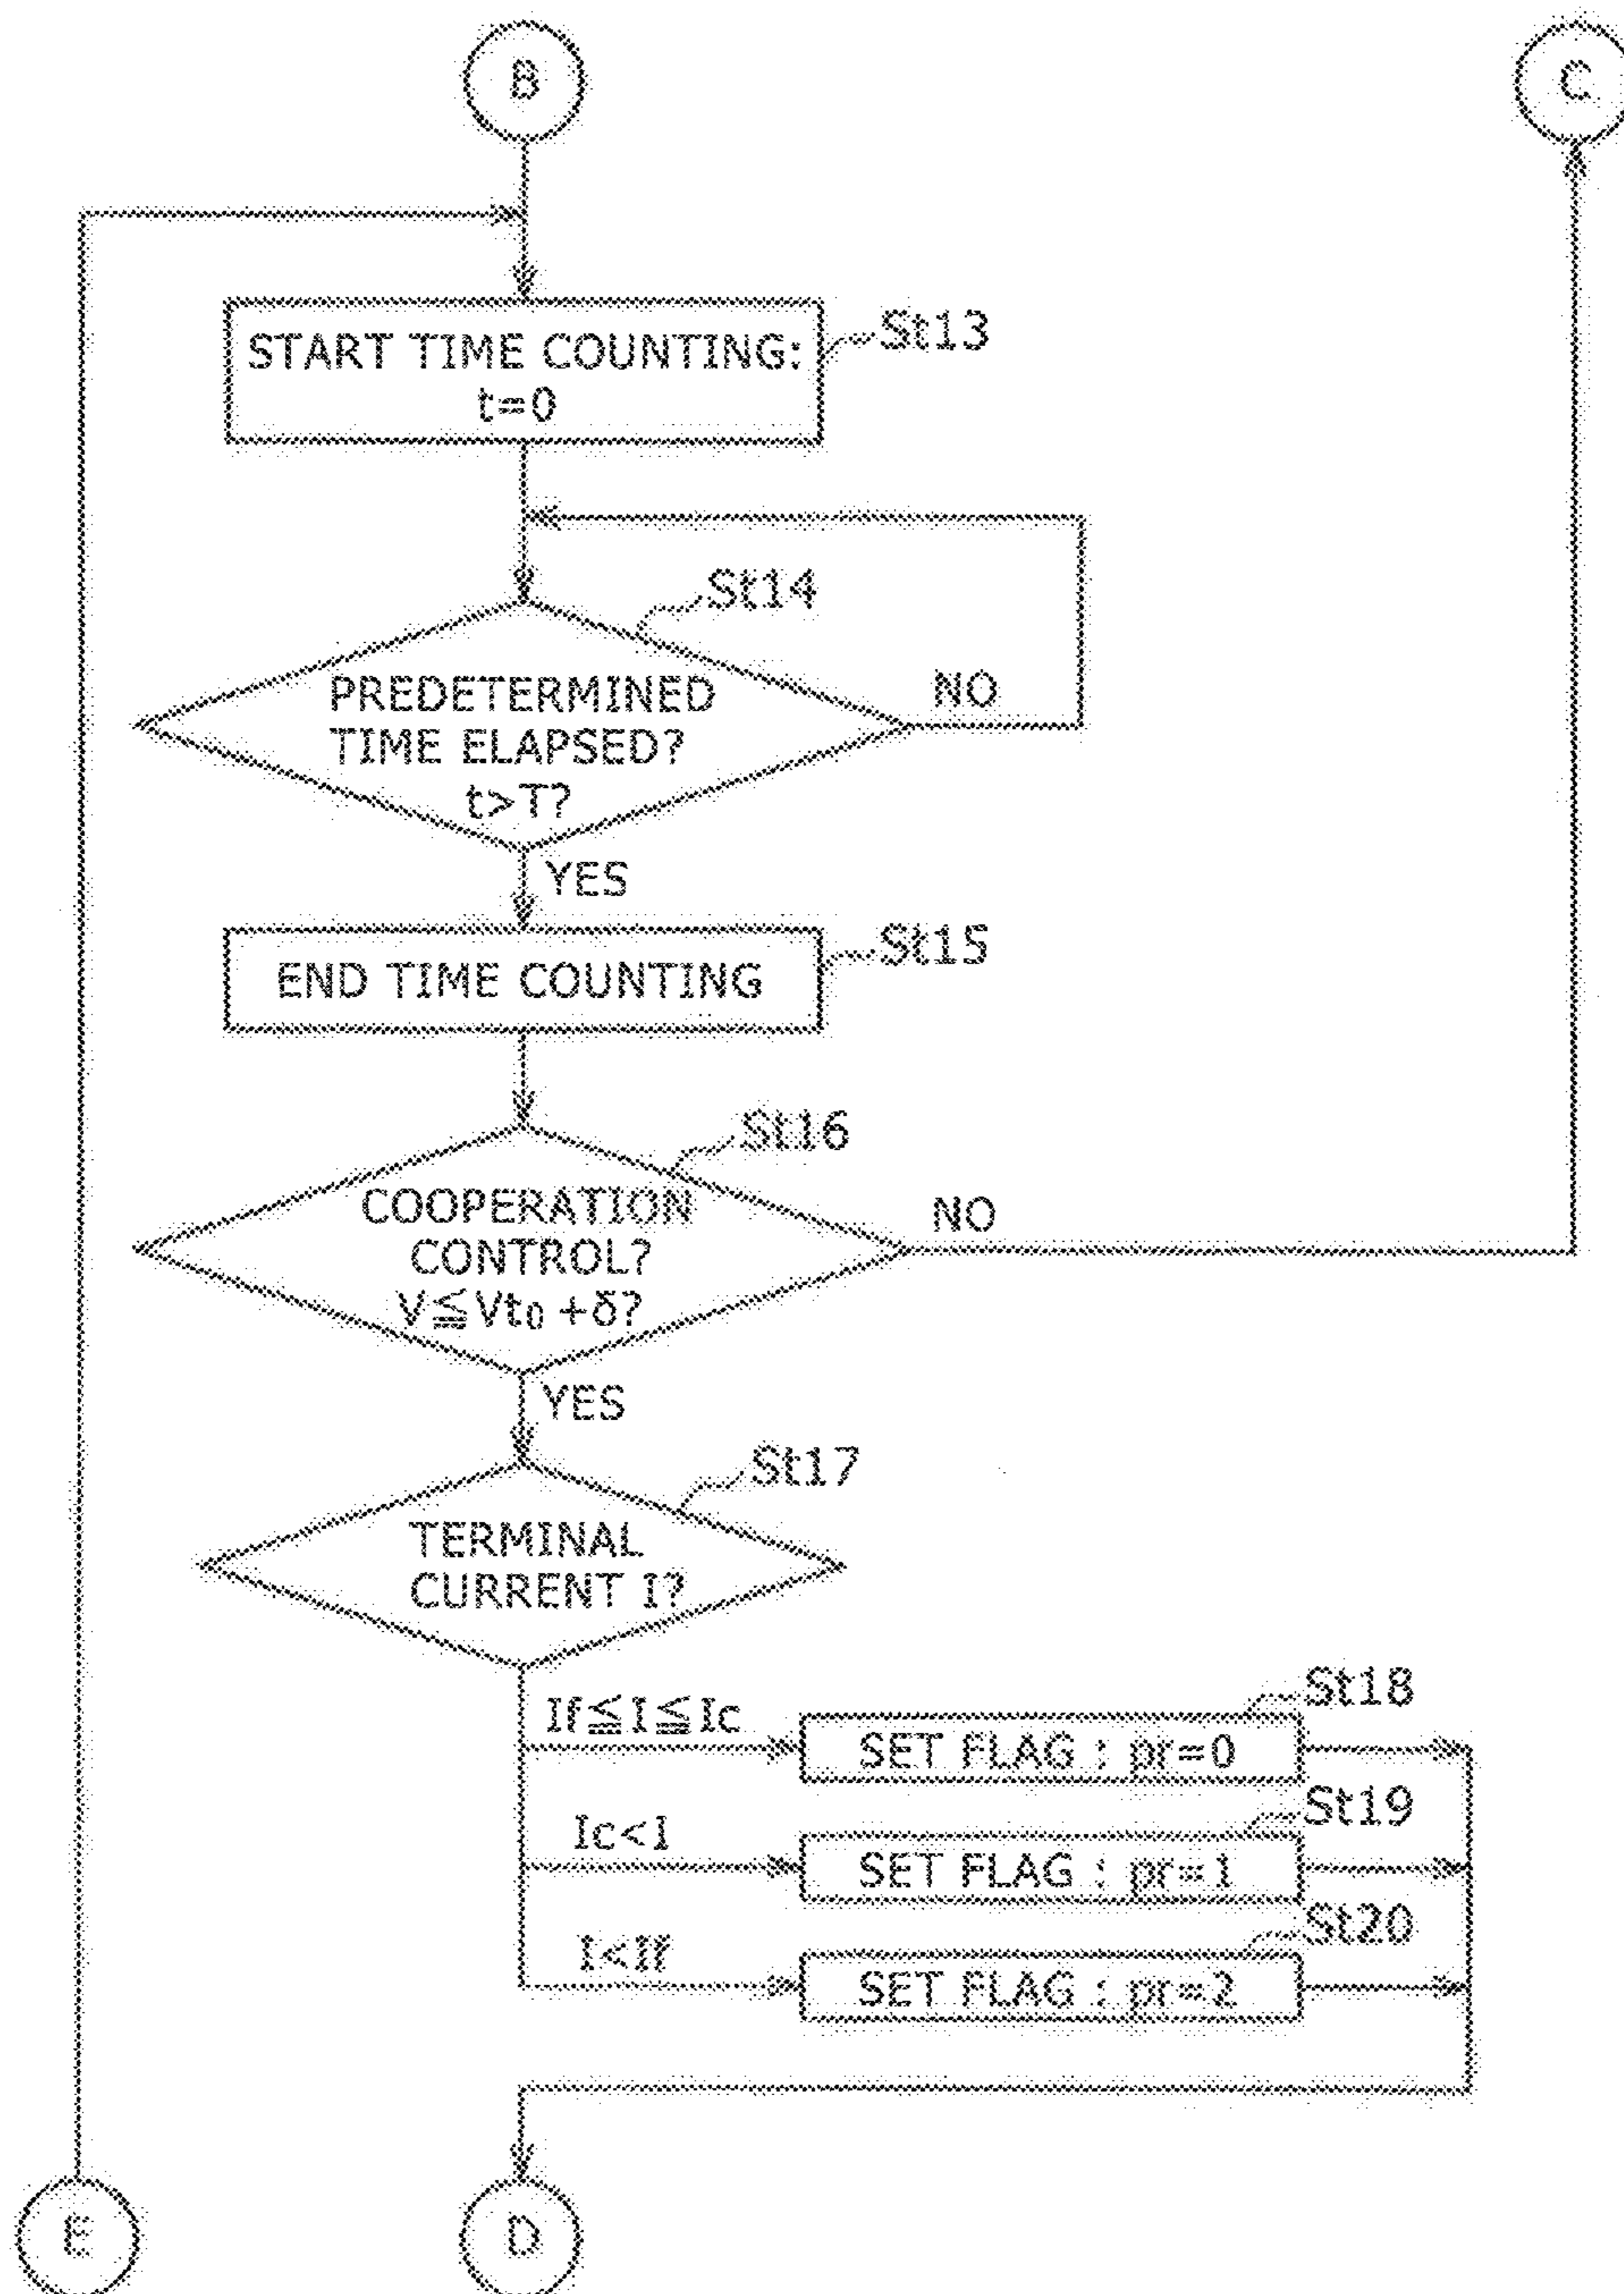 B
C
START TIME COUNTING:
t=0
St13
St14
PREDETERMINED
TIME ELAPSED?
t>T?
NO
YES
END TIME COUNTING
St15
St16
COOPERATION
CONTROL?
V≦Vt₀ +δ?
NO
YES
St17
TERMINAL
CURRENT I?
If≦I≦Ic
SET FLAG : pr=0
St18
Ic<I
SET FLAG : pr=1
St19
I<If
SET FLAG : pr=2
St20
E
D